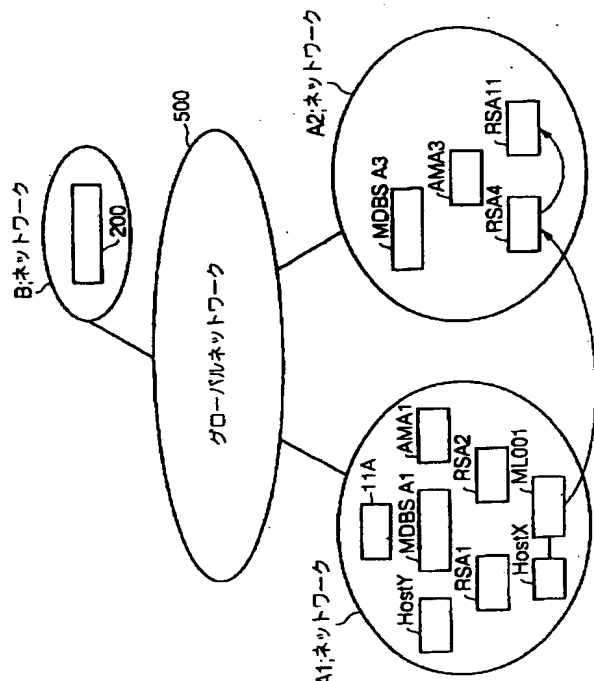 B;ネットワーク
200
500
グローバルネットワーク
A1;ネットワーク
11A
HostY
MDBS A1
AMA1
RSA1
RSA2
HostX
ML001
A2;ネットワーク
MDBS A3
AMA3
RSA4
RSA11